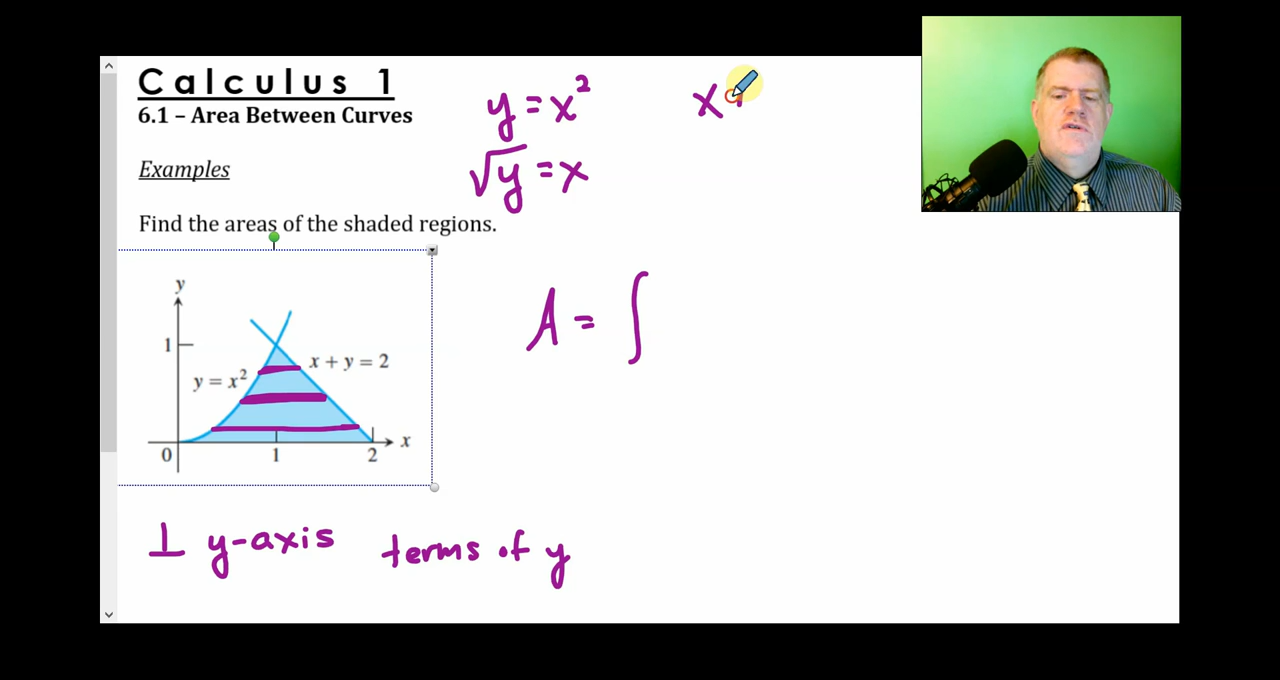 Calculus 1
6.1 – Area Between Curves
Examples
Find the areas of the shaded regions.
y = x²
√y = x
x
A = ∫
y
1
x + y = 2
y = x²
x
0
1
2
⊥ y-axis terms of y